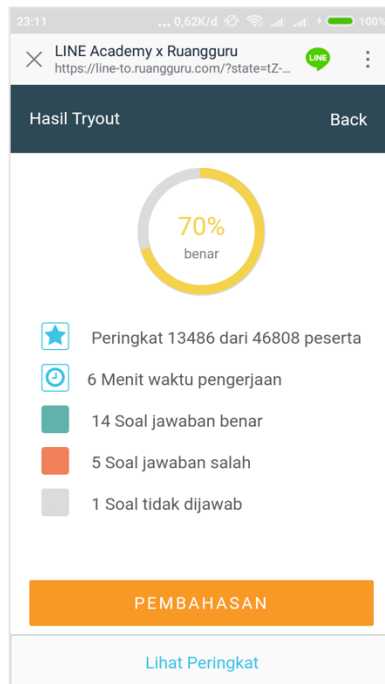 23:11 ... 0,62K/d 100%
LINE Academy x Ruangguru
https://line-to.ruangguru.com/?state=tZ-...
LINE
Hasil Tryout Back
70%
benar
Peringkat 13486 dari 46808 peserta
6 Menit waktu pengerjaan
14 Soal jawaban benar
5 Soal jawaban salah
1 Soal tidak dijawab
PEMBAHASAN
Lihat Peringkat